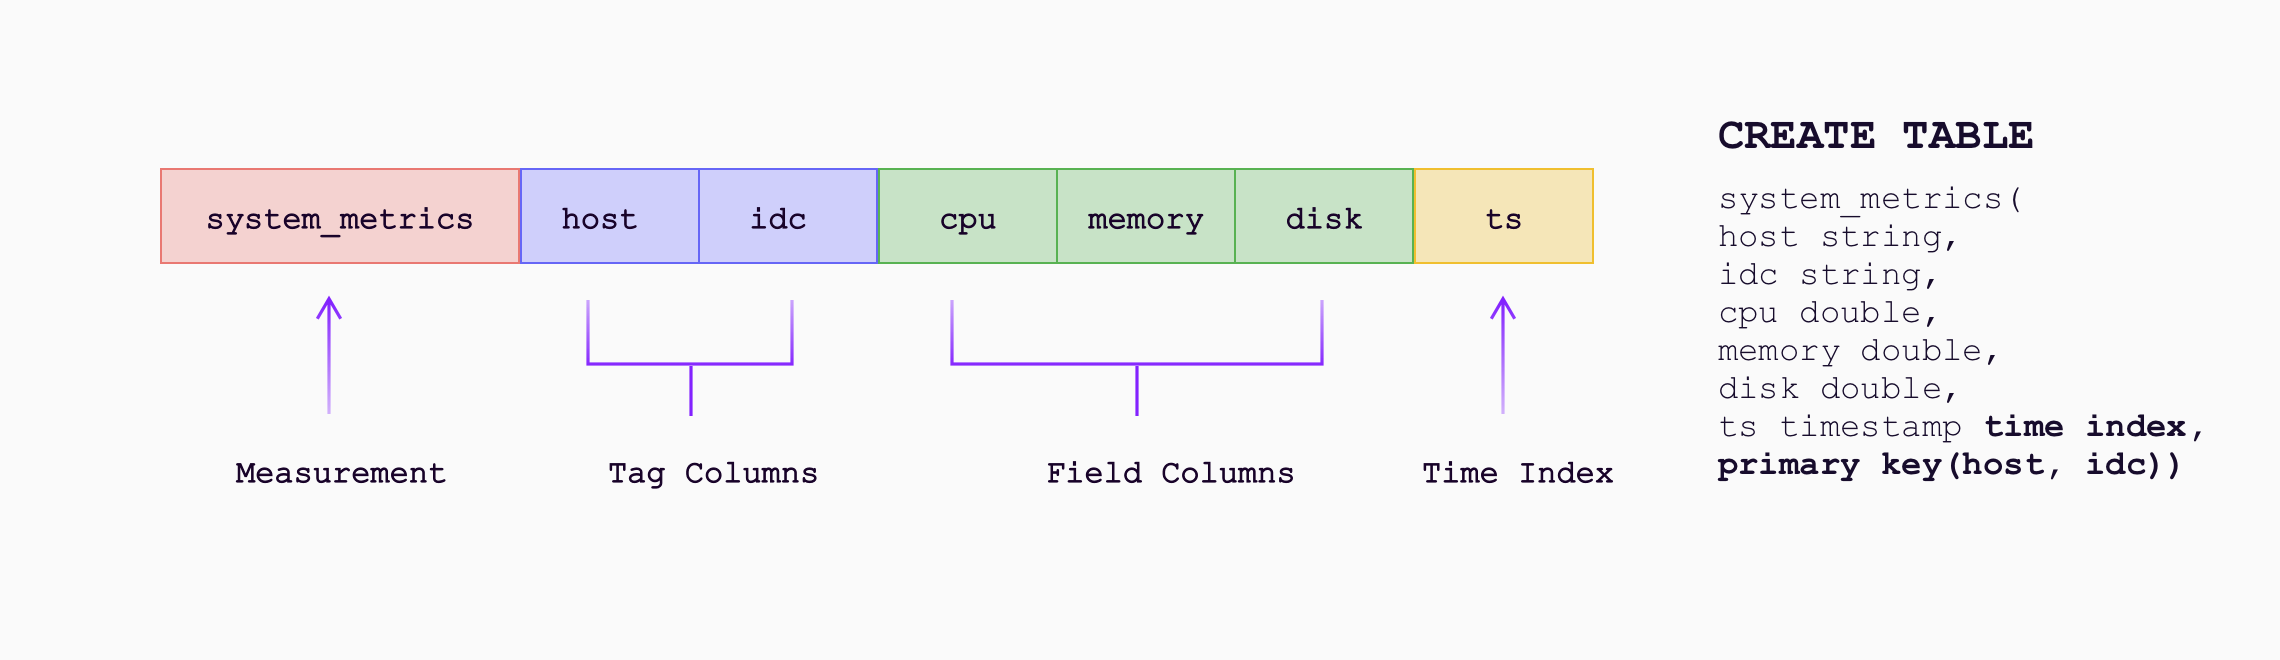 system_metrics host idc cpu memory disk ts
Measurement Tag Columns Field Columns Time Index
CREATE TABLE
system_metrics(
host string,
idc string,
cpu double,
memory double,
disk double,
ts timestamp time index,
primary key(host, idc))